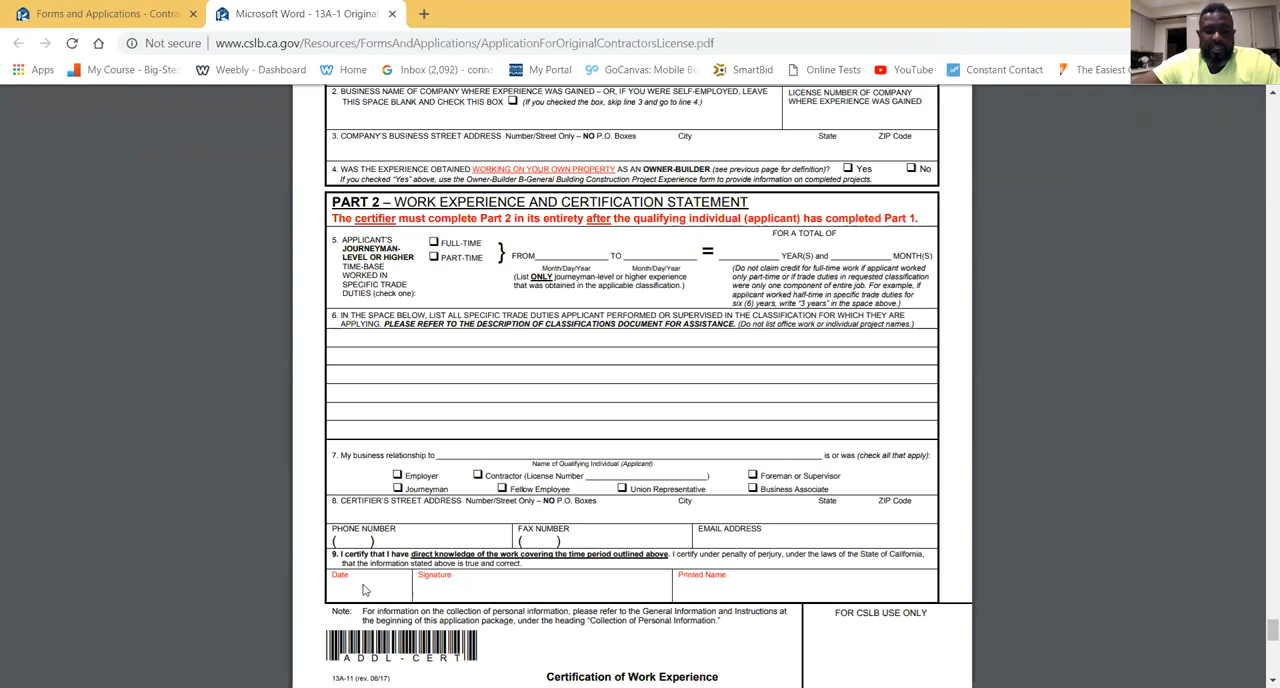 Forms and Applications - Contra
Microsoft Word - 13A-1 Original
Not secure
www.cslb.ca.gov/Resources/FormsAndApplications/ApplicationForOriginalContractorsLicense.pdf
Apps
My Course - Big-Ste
Weebly - Dashboard
Home
Inbox (2,092) - conne
My Portal
GoCanvas: Mobile Bu
SmartBid
Online Tests
YouTube
Constant Contact
The Easiest
2. BUSINESS NAME OF COMPANY WHERE EXPERIENCE WAS GAINED – OR, IF YOU WERE SELF-EMPLOYED, LEAVE
THIS SPACE BLANK AND CHECK THIS BOX (If you checked the box, skip line 3 and go to line 4.)
LICENSE NUMBER OF COMPANY
WHERE EXPERIENCE WAS GAINED
3. COMPANY'S BUSINESS STREET ADDRESS Number/Street Only – NO P.O. Boxes City State ZIP Code
4. WAS THE EXPERIENCE OBTAINED WORKING ON YOUR OWN PROPERTY AS AN OWNER-BUILDER (see previous page for definition)? Yes No
If you checked "Yes" above, use the Owner-Builder B-General Building Construction Project Experience form to provide information on completed projects.
PART 2 – WORK EXPERIENCE AND CERTIFICATION STATEMENT
The certifier must complete Part 2 in its entirety after the qualifying individual (applicant) has completed Part 1.
5. APPLICANT'S
JOURNEYMAN-
LEVEL OR HIGHER
TIME-BASE
WORKED IN
SPECIFIC TRADE
DUTIES (check one):
FULL-TIME
PART-TIME
} FROM____________ TO ____________
Month/Day/Year Month/Day/Year
(List ONLY journeyman-level or higher experience
that was obtained in the applicable classification.)
=
FOR A TOTAL OF
____________ YEAR(S) and ____________ MONTH(S)
(Do not claim credit for full-time work if applicant worked
only part-time or if trade duties in requested classification
were only one component of entire job. For example, if
applicant worked half-time in specific trade duties for
six (6) years, write "3 years" in the space above.)
6. IN THE SPACE BELOW, LIST ALL SPECIFIC TRADE DUTIES APPLICANT PERFORMED OR SUPERVISED IN THE CLASSIFICATION FOR WHICH THEY ARE
APPLYING. PLEASE REFER TO THE DESCRIPTION OF CLASSIFICATIONS DOCUMENT FOR ASSISTANCE. (Do not list office work or individual project names.)
7. My business relationship to ____________ is or was (check all that apply):
Name of Qualifying Individual (Applicant)
Employer Contractor (License Number ____________) Foreman or Supervisor
Journeyman Fellow Employee Union Representative Business Associate
8. CERTIFIER'S STREET ADDRESS Number/Street Only – NO P.O. Boxes City State ZIP Code
PHONE NUMBER FAX NUMBER EMAIL ADDRESS
( ) ( )
9. I certify that I have direct knowledge of the work covering the time period outlined above. I certify under penalty of perjury, under the laws of the State of California,
that the information stated above is true and correct.
Date Signature Printed Name
Note: For information on the collection of personal information, please refer to the General Information and Instructions at
the beginning of this application package, under the heading "Collection of Personal Information."
FOR CSLB USE ONLY
ADDL-CERT
13A-11 (rev. 06/17)
Certification of Work Experience